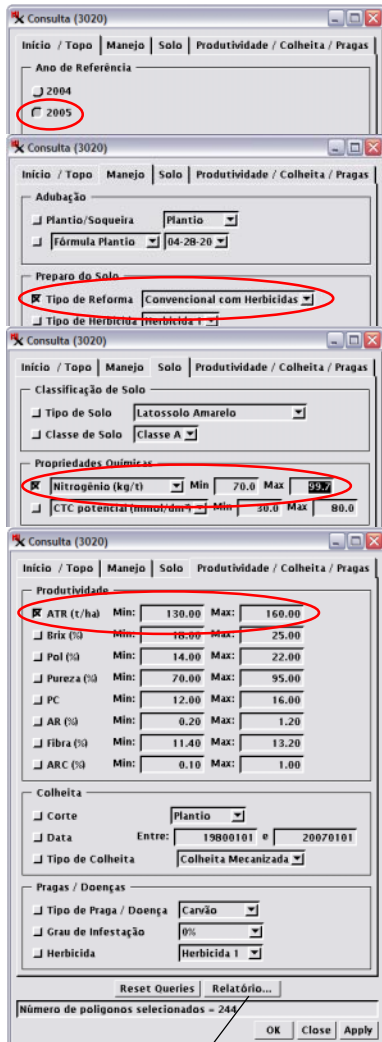 Consulta (3020)
Início / Topo Manejo Solo Produtividade / Colheita / Pragas
Ano de Referência
2004
2005
Consulta (3020)
Início / Topo Manejo Solo Produtividade / Colheita / Pragas
Adubação
Plantio/Soqueira Plantio
Fórmula Plantio 04-28-20
Preparo do Solo
Tipo de Reforma Convencional com Herbicidas
Tipo de Herbicida Herbicida 1
Consulta (3020)
Início / Topo Manejo Solo Produtividade / Colheita / Pragas
Classificação de Solo
Tipo de Solo Latossolo Amarelo
Classe de Solo Classe A
Propriedades Químicas
Nitrogênio (kg/t) Min 70.0 Max 99.7
CTC potencial (mmol/dm³) Min 30.0 Max 80.0
Consulta (3020)
Início / Topo Manejo Solo Produtividade / Colheita / Pragas
Produtividade
ATR (t/ha) Min: 130.00 Max: 160.00
Brix (%) Min: 18.00 Max: 25.00
Pol (%) Min: 14.00 Max: 22.00
Pureza (%) Min: 70.00 Max: 95.00
PC Min: 12.00 Max: 16.00
AR (%) Min: 0.20 Max: 1.20
Fibra (%) Min: 11.40 Max: 13.20
ARC (%) Min: 0.10 Max: 1.00
Colheita
Corte Plantio
Data Entre: 19800101 e 20070101
Tipo de Colheita Colheita Mecanizada
Pragas / Doenças
Tipo de Praga / Doença Carvão
Grau de Infestação 0%
Herbicida Herbicida 1
Reset Queries Relatório...
Número de polígonos selecionados = 244
OK Close Apply